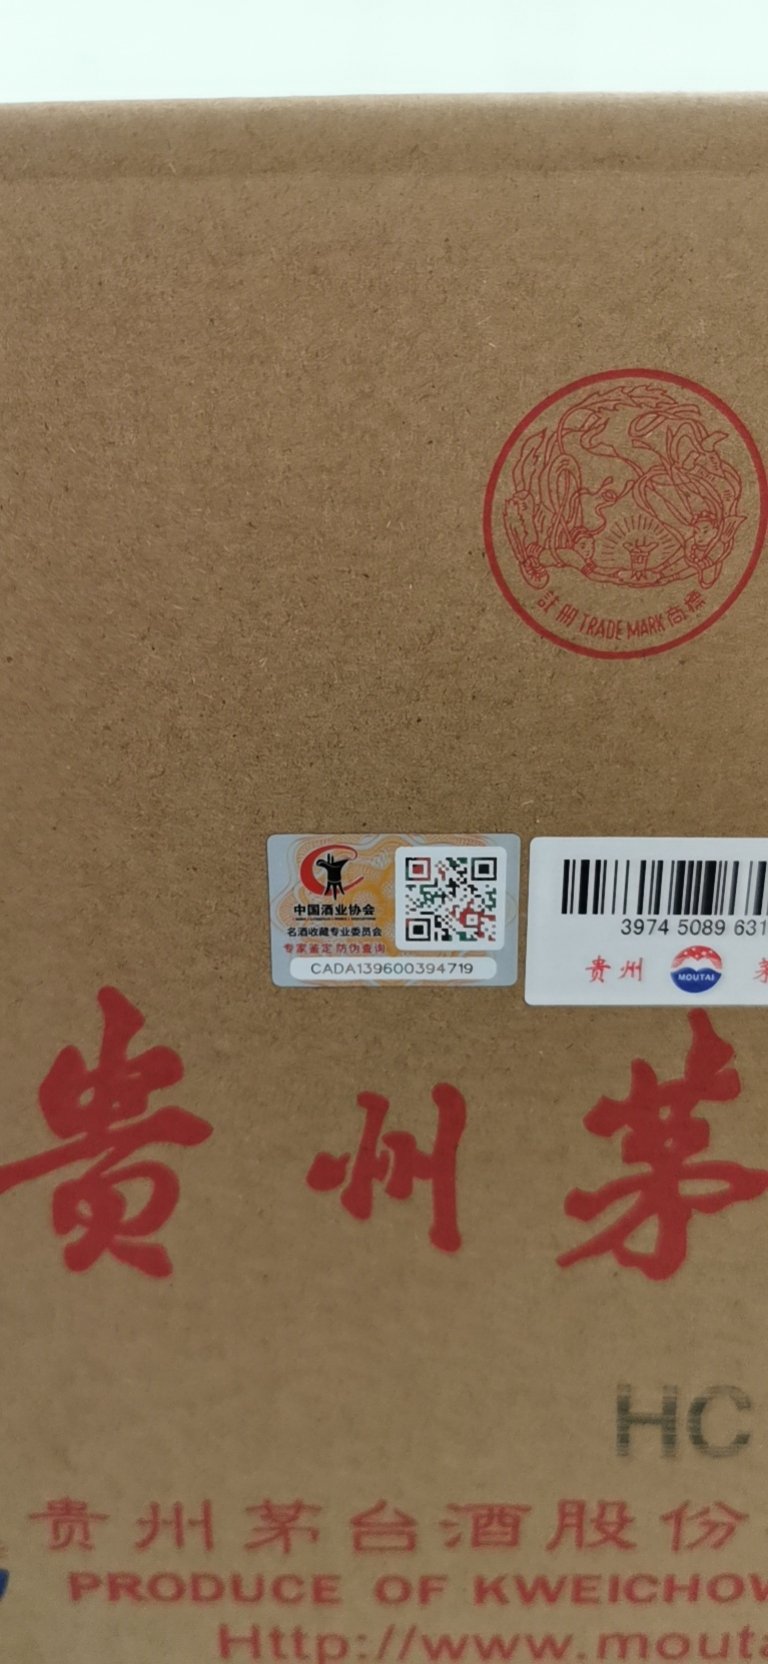 註册 TRADE MARK 商標
中国酒业协会
名酒收藏专业委员会
专家鉴定 防伪查询
CADA139600394719
3974 5089 631
贵州 MOUTAI 茅
贵州茅
HC
贵州茅台酒股份
PRODUCE OF KWEICHOW
Http://www.mouta